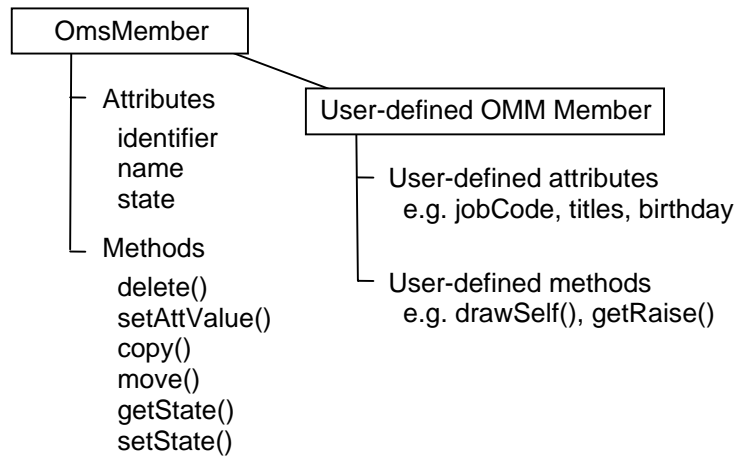 OmsMember
Attributes
identifier
name
state
Methods
delete()
setAttValue()
copy()
move()
getState()
setState()
User-defined OMM Member
User-defined attributes
e.g. jobCode, titles, birthday
User-defined methods
e.g. drawSelf(), getRaise()